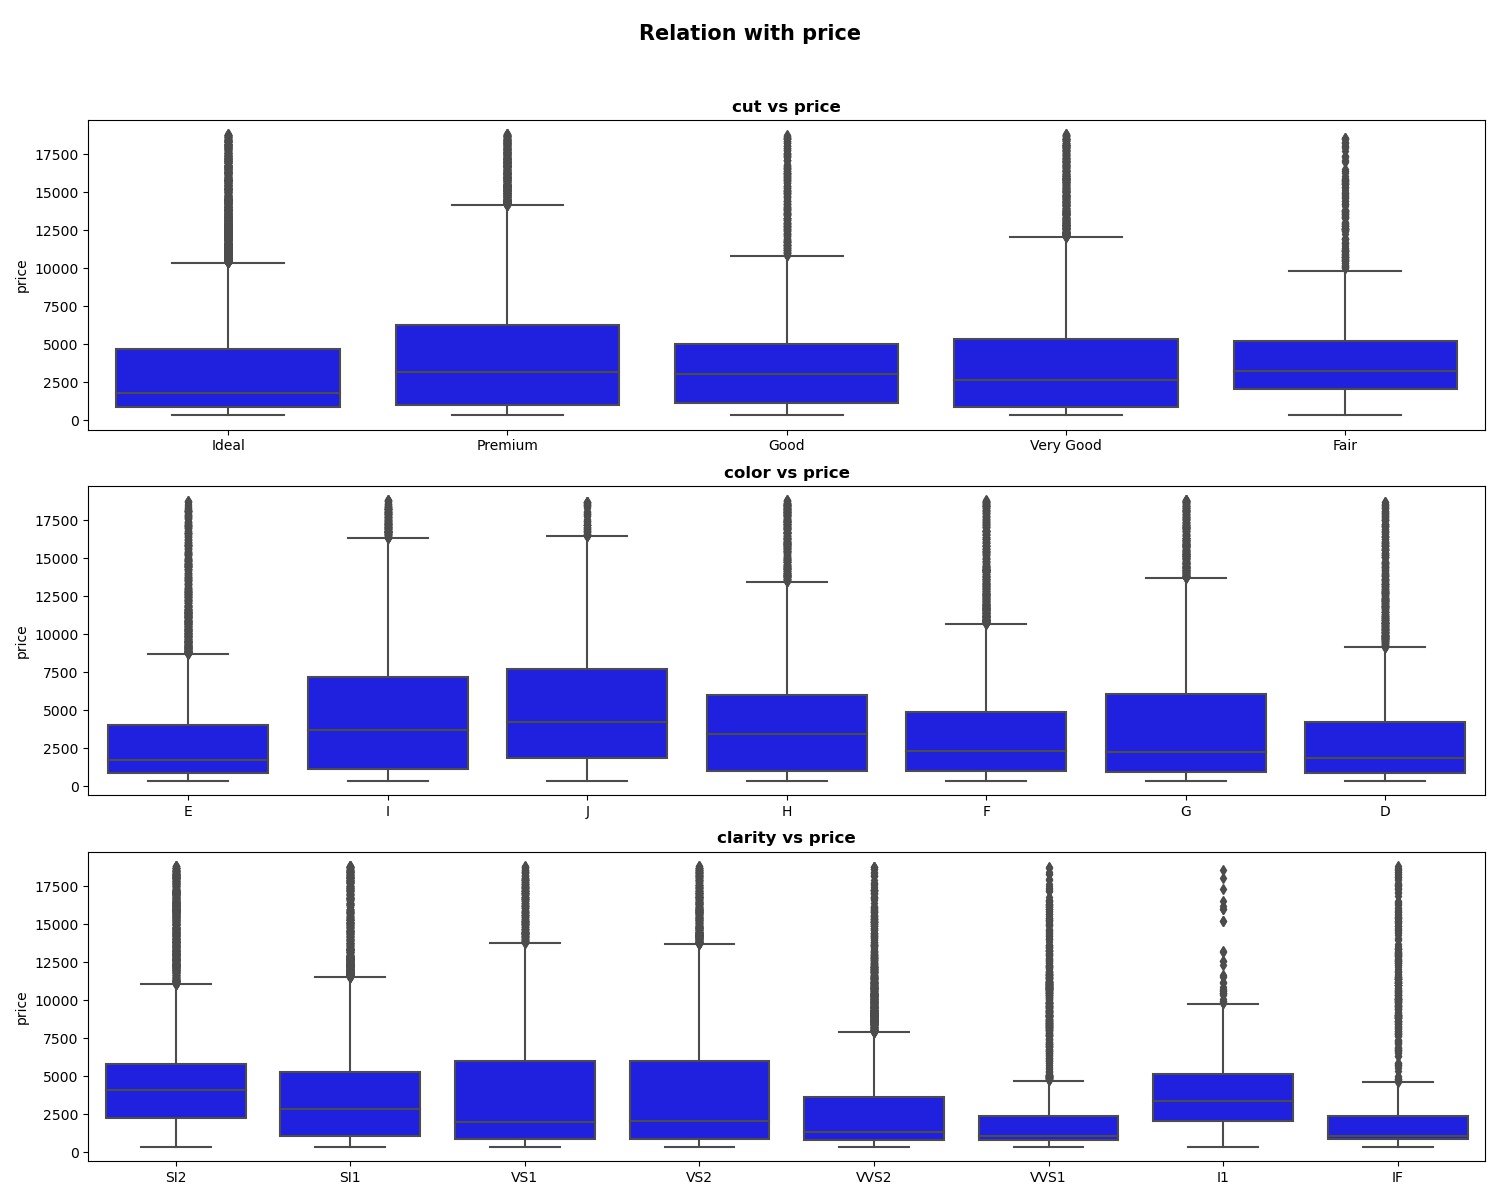 Relation with price
cut vs price
price
17500
15000
12500
10000
7500
5000
2500
0
Ideal Premium Good Very Good Fair
color vs price
price
17500
15000
12500
10000
7500
5000
2500
0
E I J H F G D
clarity vs price
price
17500
15000
12500
10000
7500
5000
2500
0
SI2 SI1 VS1 VS2 VVS2 VVS1 I1 IF